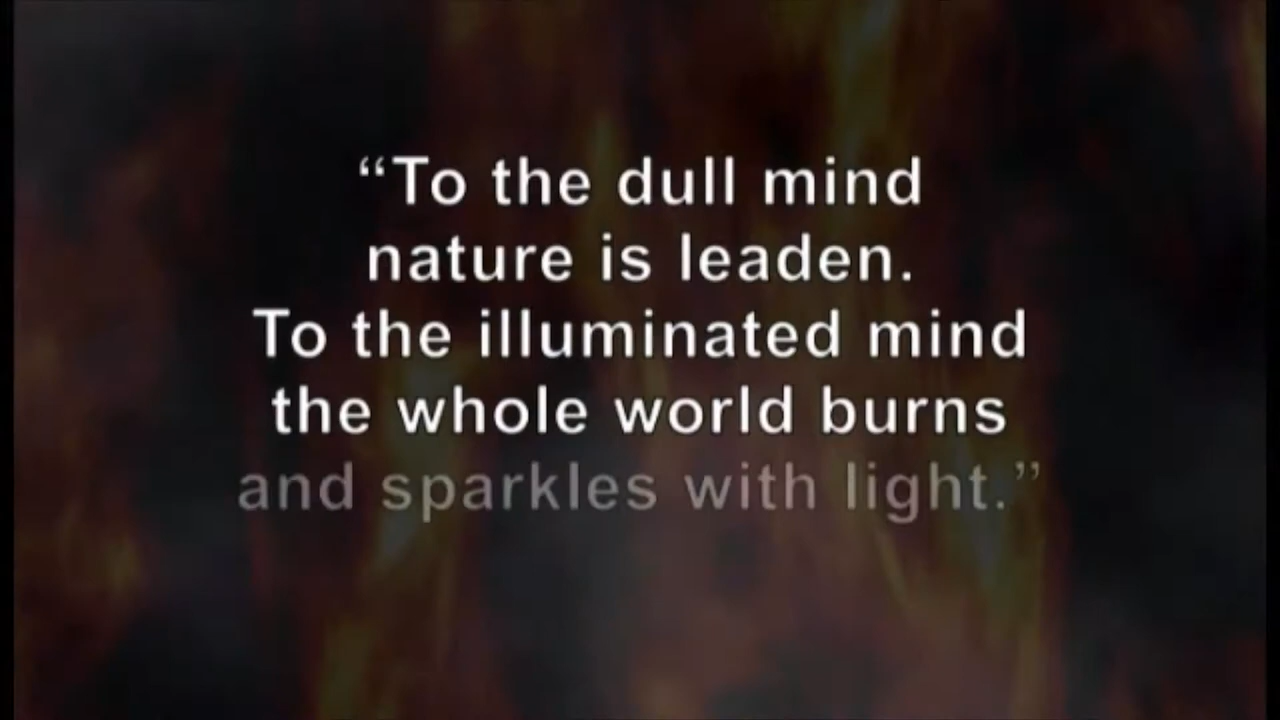 “To the dull mind
nature is leaden.
To the illuminated mind
the whole world burns
and sparkles with light.”